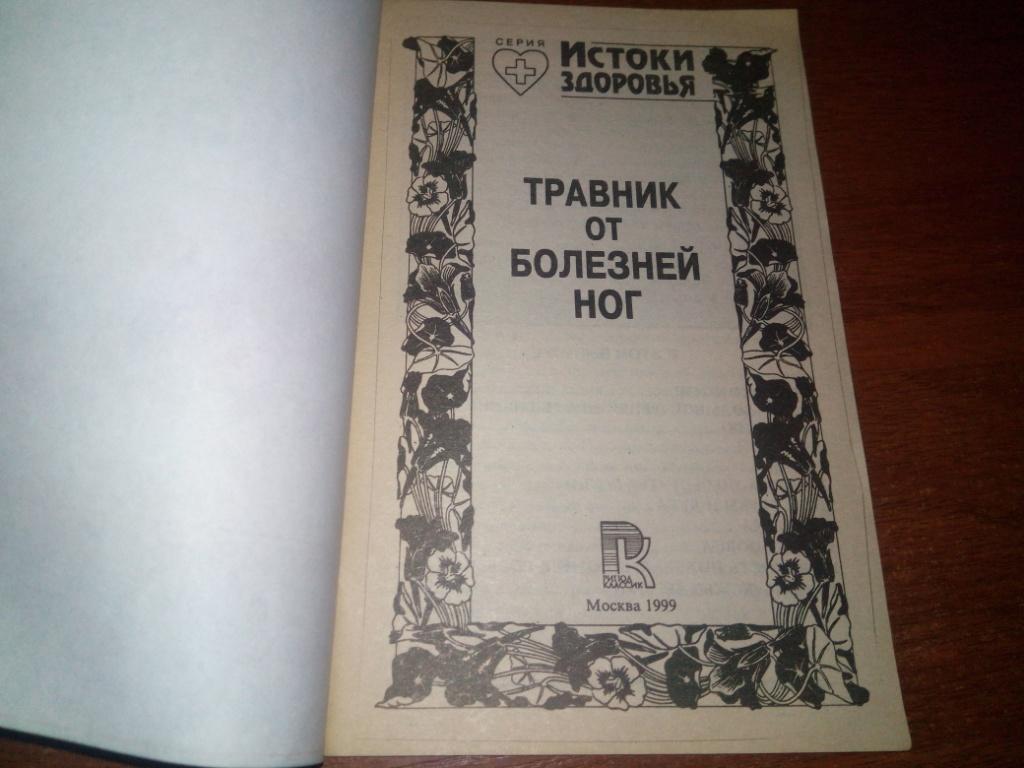 СЕРИЯ
ИСТОКИ
ЗДОРОВЬЯ
ТРАВНИК
ОТ
БОЛЕЗНЕЙ
НОГ
РИПОЛ
КЛАССИК
Москва 1999